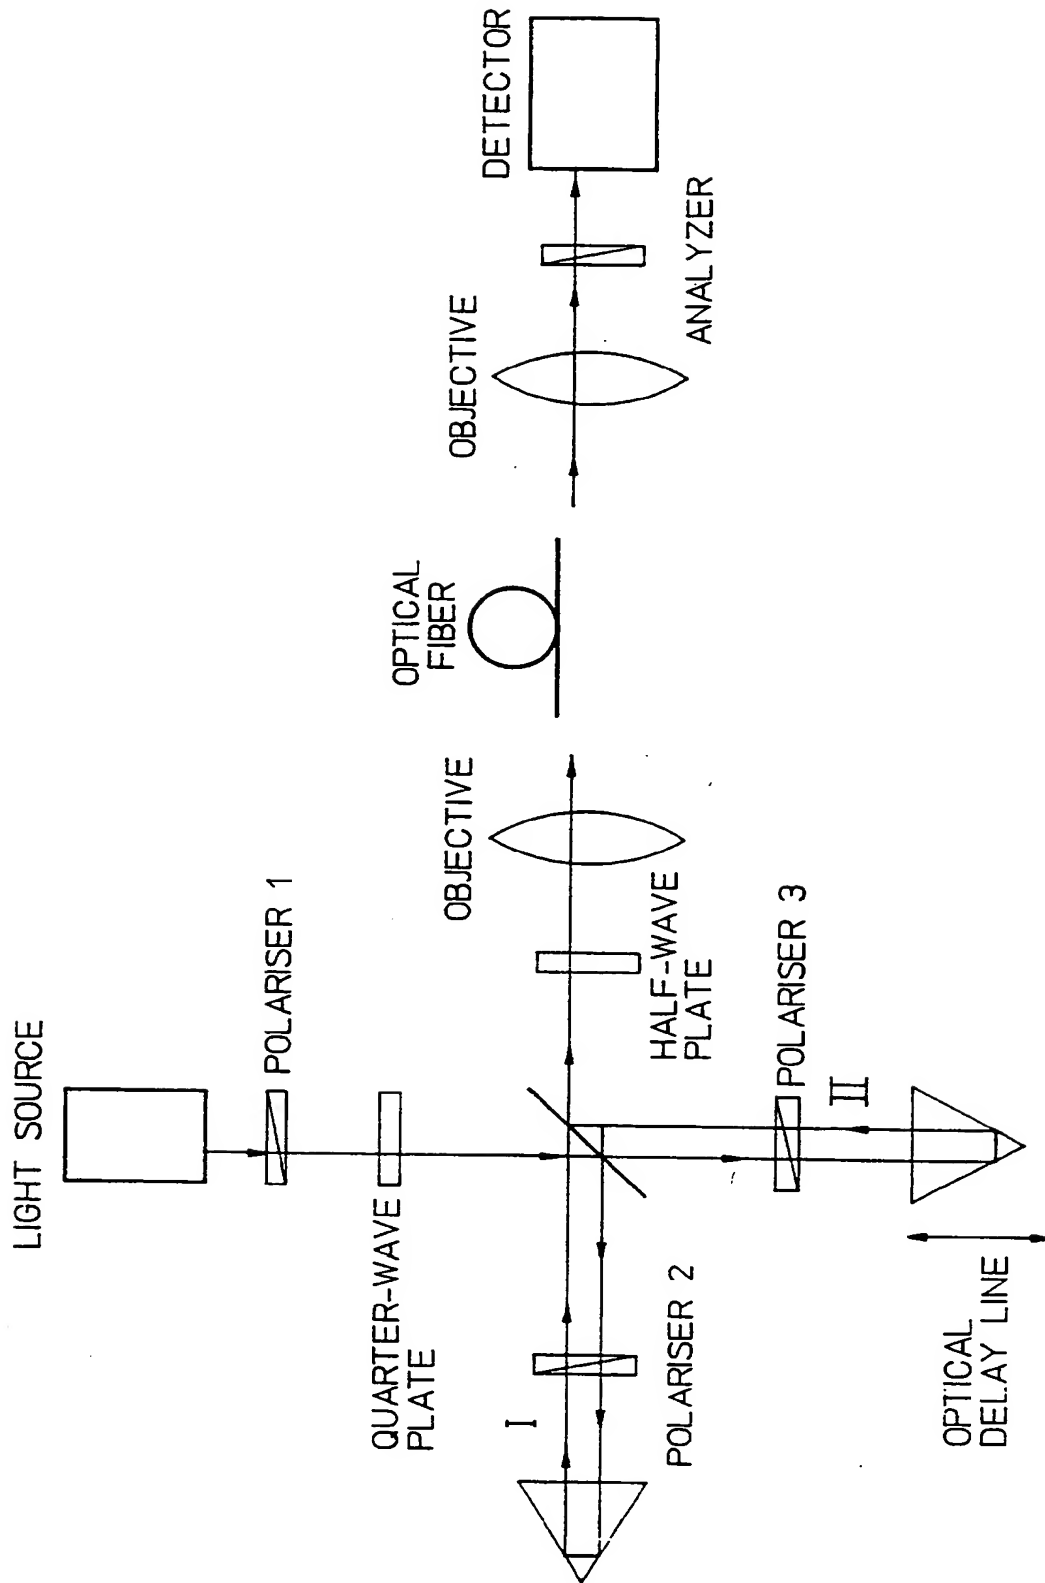 LIGHT SOURCE
POLARISER 1
QUARTER-WAVE
PLATE
I
POLARISER 2
HALF-WAVE
PLATE
POLARISER 3
II
OPTICAL
DELAY LINE
OBJECTIVE
OPTICAL
FIBER
OBJECTIVE
ANALYZER
DETECTOR